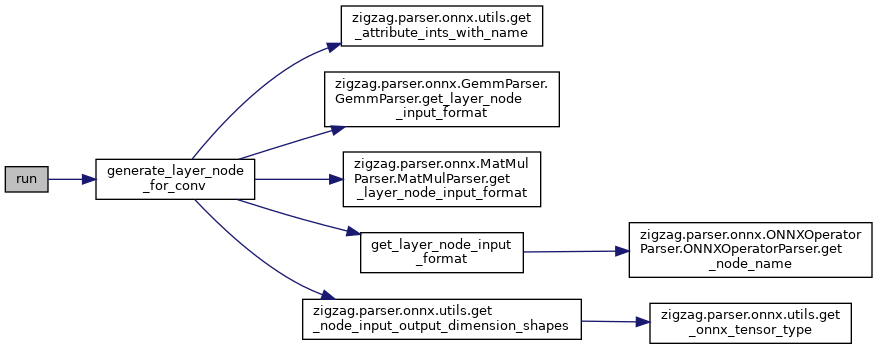 run
generate_layer_node
_for_conv
zigzag.parser.onnx.utils.get
_attribute_ints_with_name
zigzag.parser.onnx.GemmParser.
GemmParser.get_layer_node
_input_format
zigzag.parser.onnx.MatMul
Parser.MatMulParser.get
_layer_node_input_format
get_layer_node_input
_format
zigzag.parser.onnx.ONNXOperator
Parser.ONNXOperatorParser.get
_node_name
zigzag.parser.onnx.utils.get
_node_input_output_dimension_shapes
zigzag.parser.onnx.utils.get
_onnx_tensor_type